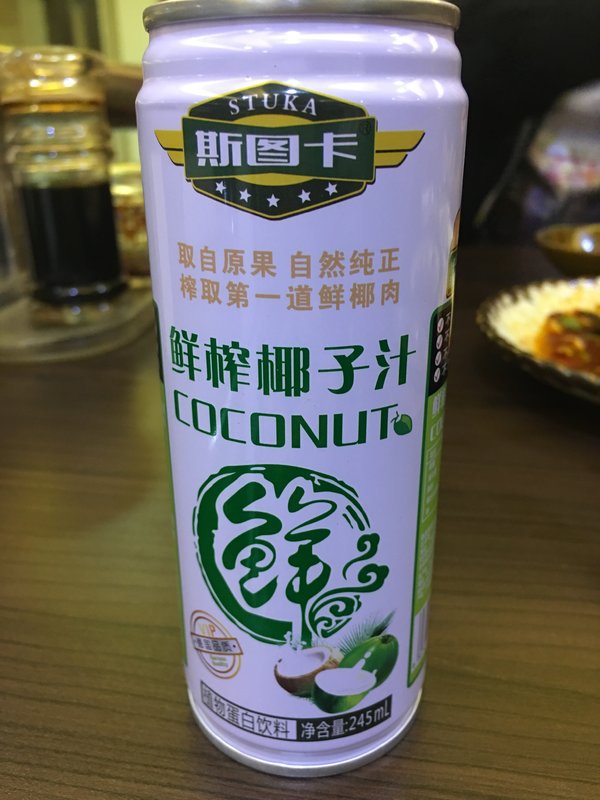 STUKA
斯图卡®
取自原果 自然纯正
榨取第一道鲜椰肉
鲜榨椰子汁
COCONUT
鲜
VIP
植物蛋白饮料 净含量:245mL